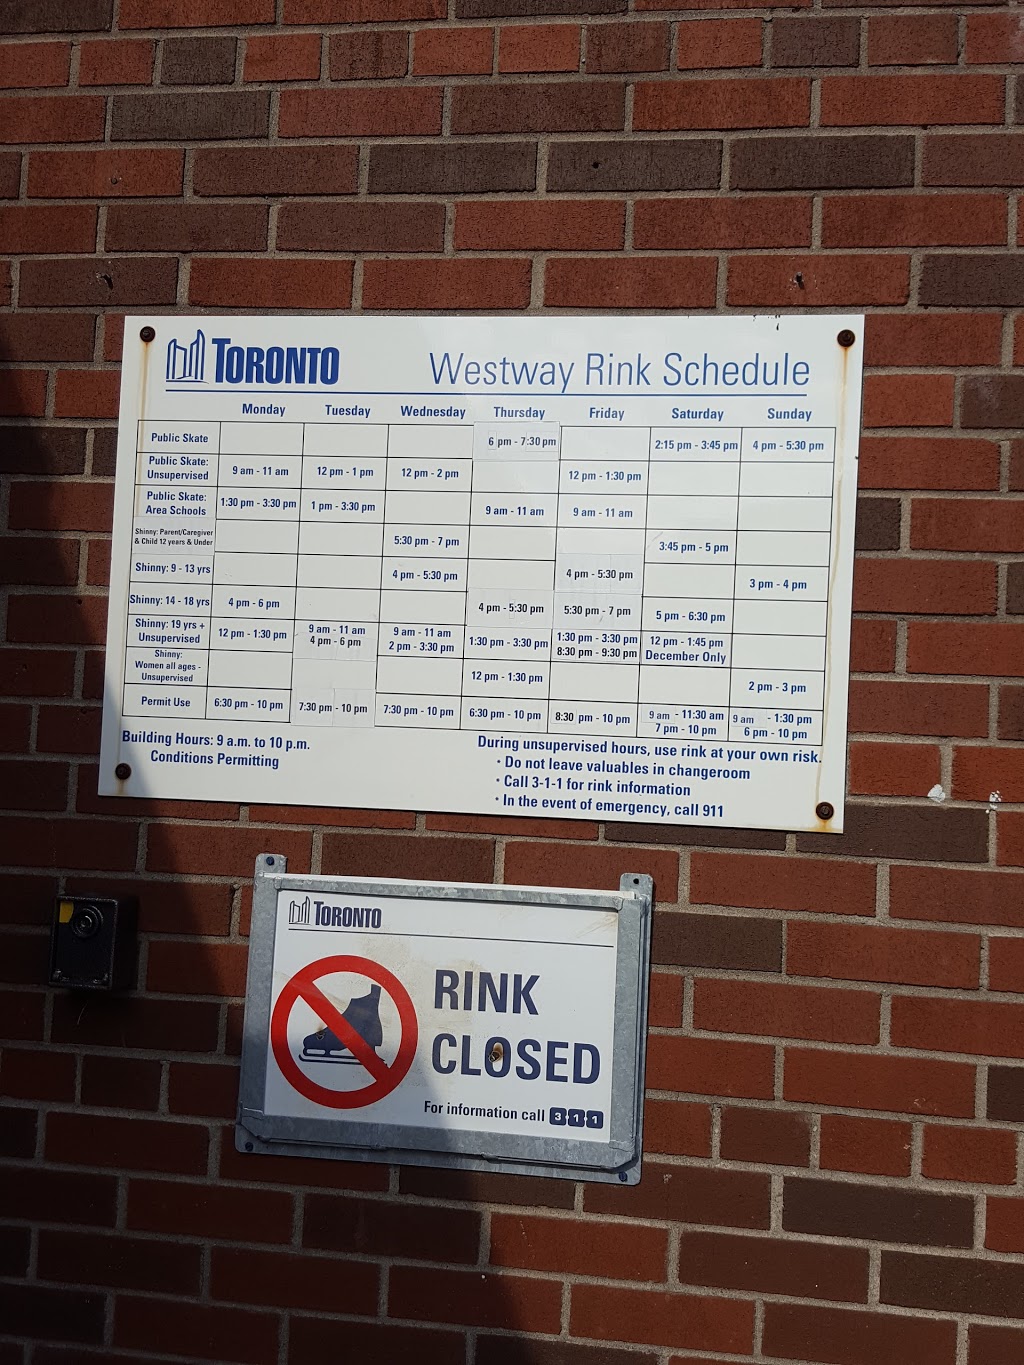 TORONTO
Westway Rink Schedule
Monday Tuesday Wednesday Thursday Friday Saturday Sunday
Public Skate 6 pm - 7:30 pm 2:15 pm - 3:45 pm 4 pm - 5:30 pm
Public Skate:
Unsupervised 9 am - 11 am 12 pm - 1 pm 12 pm - 2 pm 12 pm - 1:30 pm
Public Skate:
Area Schools 1:30 pm - 3:30 pm 1 pm - 3:30 pm 9 am - 11 am 9 am - 11 am
Shinny: Parent/Caregiver
& Child 12 years & Under 5:30 pm - 7 pm 3:45 pm - 5 pm
Shinny: 9 - 13 yrs 4 pm - 5:30 pm 4 pm - 5:30 pm 3 pm - 4 pm
Shinny: 14 - 18 yrs 4 pm - 6 pm 4 pm - 5:30 pm 5:30 pm - 7 pm 5 pm - 6:30 pm
Shinny: 19 yrs + 9 am - 11 am 9 am - 11 am 1:30 pm - 3:30 pm 12 pm - 1:45 pm
Unsupervised 12 pm - 1:30 pm 4 pm - 6 pm 2 pm - 3:30 pm 1:30 pm - 3:30 pm 8:30 pm - 9:30 pm December Only
Shinny:
Women all ages - 12 pm - 1:30 pm 2 pm - 3 pm
Unsupervised
Permit Use 6:30 pm - 10 pm 7:30 pm - 10 pm 7:30 pm - 10 pm 6:30 pm - 10 pm 8:30 pm - 10 pm 9 am - 11:30 am 9 am - 1:30 pm
7 pm - 10 pm 6 pm - 10 pm
Building Hours: 9 a.m. to 10 p.m.
Conditions Permitting
During unsupervised hours, use rink at your own risk.
• Do not leave valuables in changeroom
• Call 3-1-1 for rink information
• In the event of emergency, call 911
TORONTO
RINK
CLOSED
For information call 3 1 1